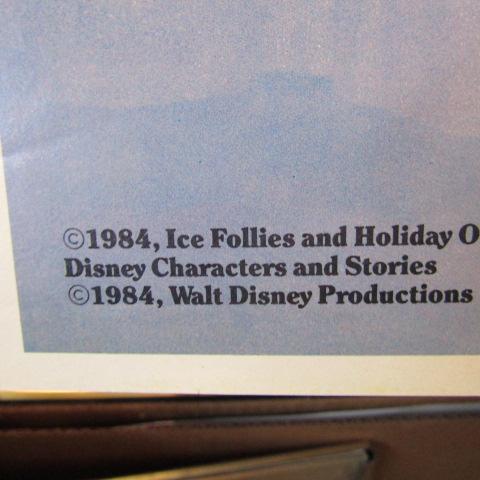 ©1984, Ice Follies and Holiday O
Disney Characters and Stories
©1984, Walt Disney Productions